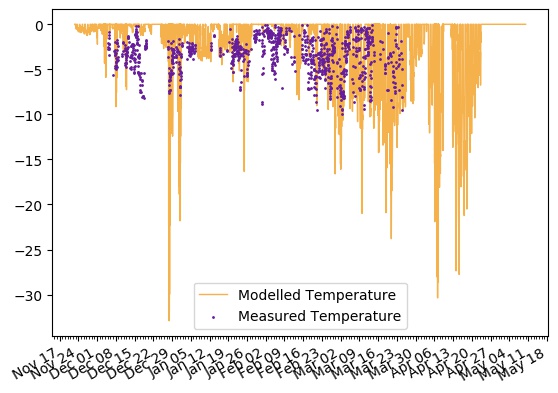 0
−5
−10
−15
−20
−25
−30
Modelled Temperature
Measured Temperature
Nov 17
Nov 24
Dec 01
Dec 08
Dec 15
Dec 22
Dec 29
Jan 05
Jan 12
Jan 19
Jan 26
Feb 02
Feb 09
Feb 16
Feb 23
Mar 02
Mar 09
Mar 16
Mar 23
Mar 30
Apr 06
Apr 13
Apr 20
Apr 27
May 04
May 11
May 18